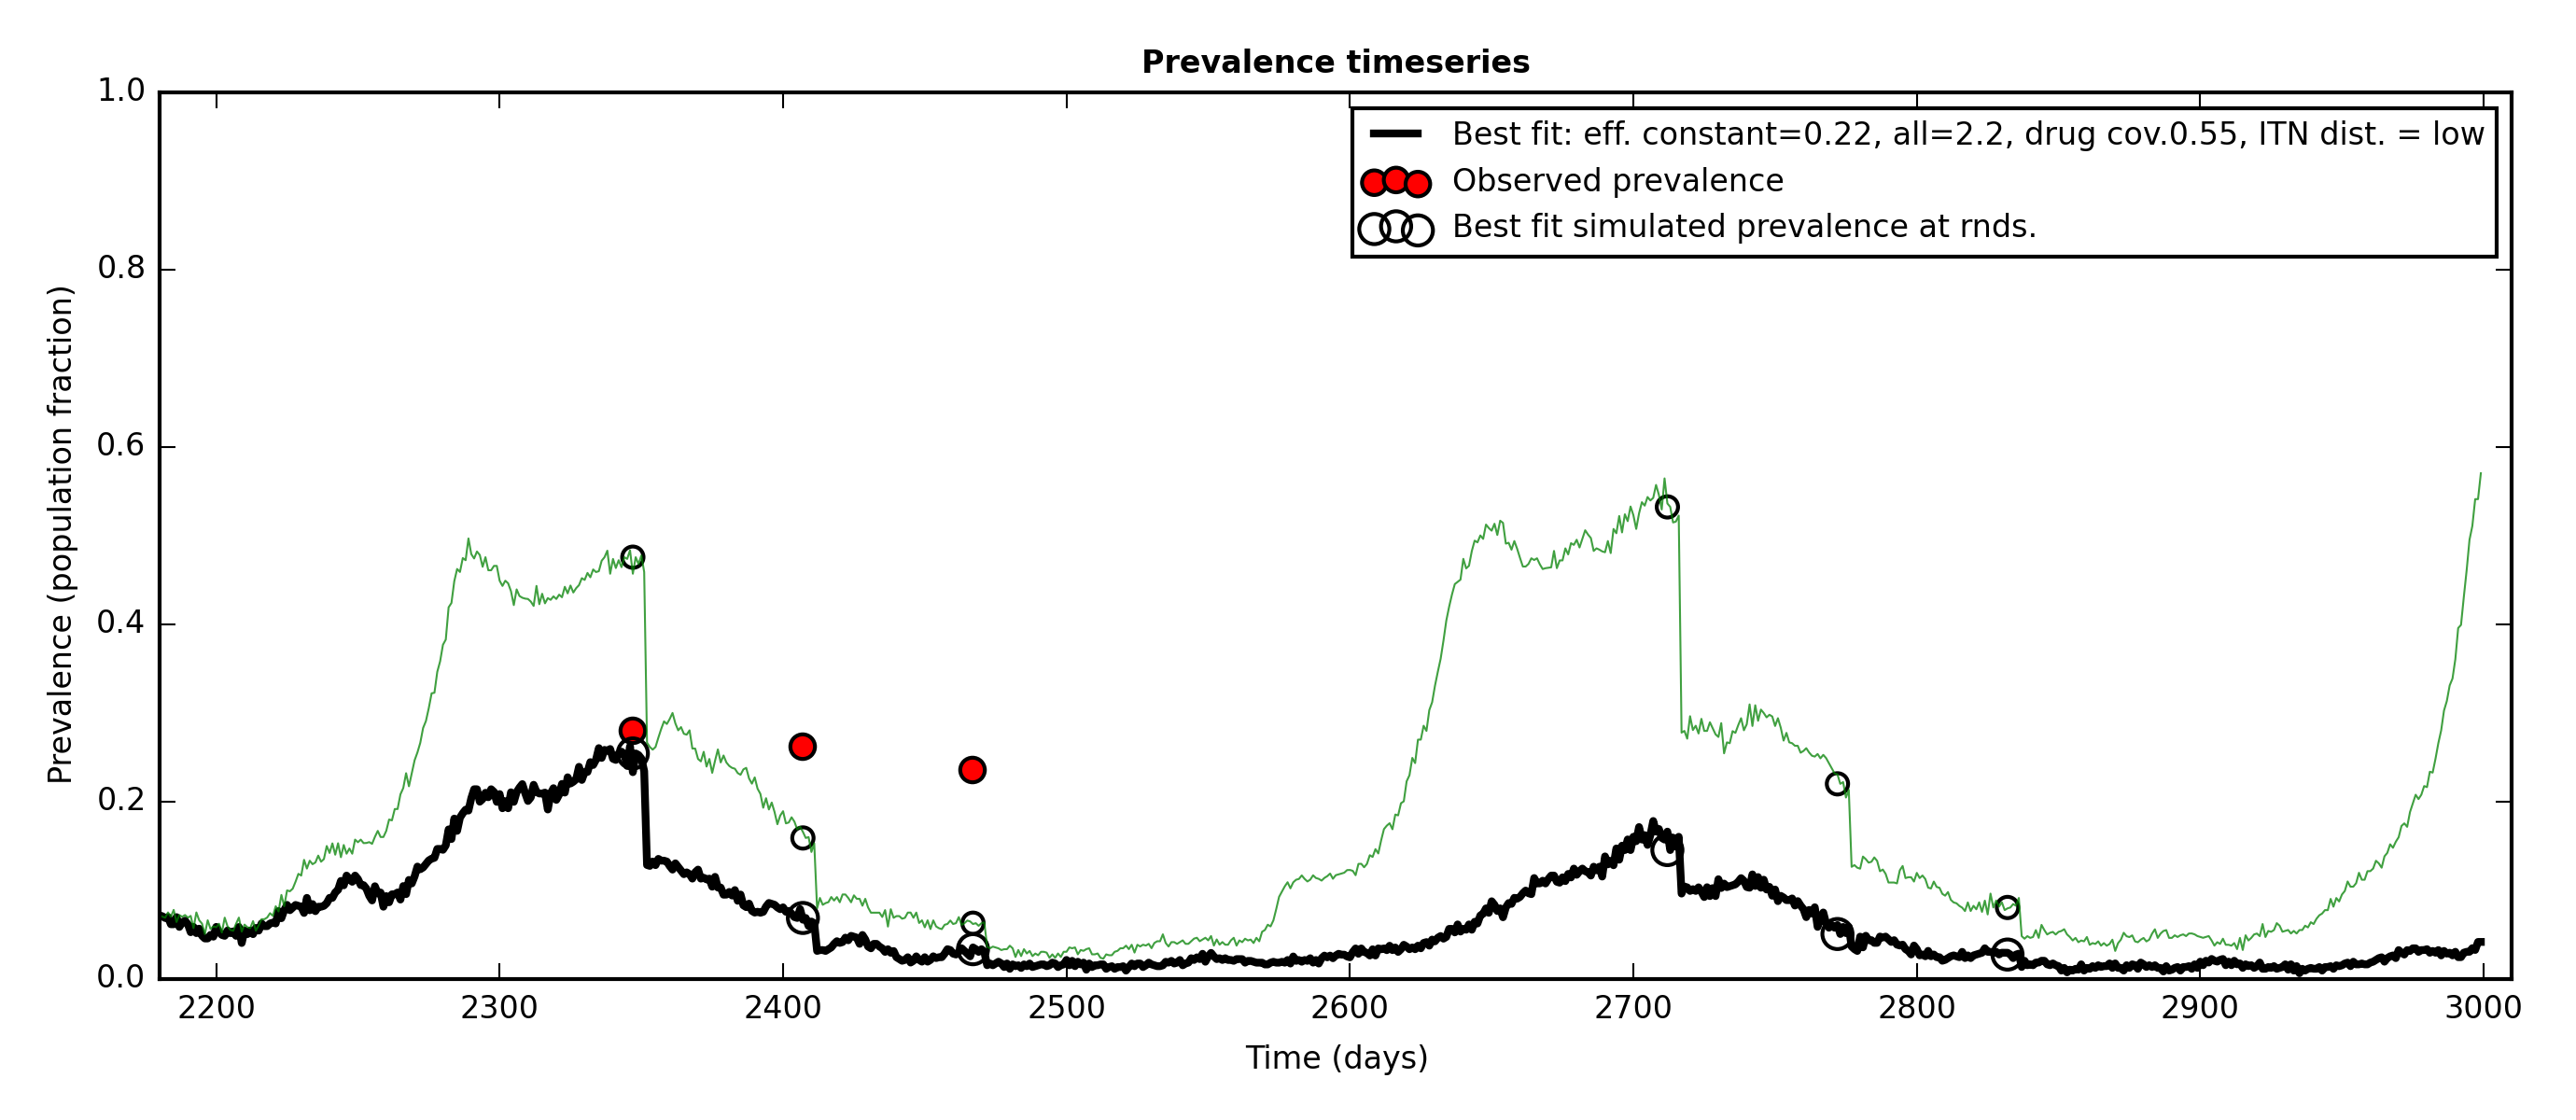 Prevalence timeseries
Best fit: eff. constant=0.22, all=2.2, drug cov.0.55, ITN dist. = low
Observed prevalence
Best fit simulated prevalence at rnds.
Prevalence (population fraction)
1.0
0.8
0.6
0.4
0.2
0.0
2200 2300 2400 2500 2600 2700 2800 2900 3000
Time (days)